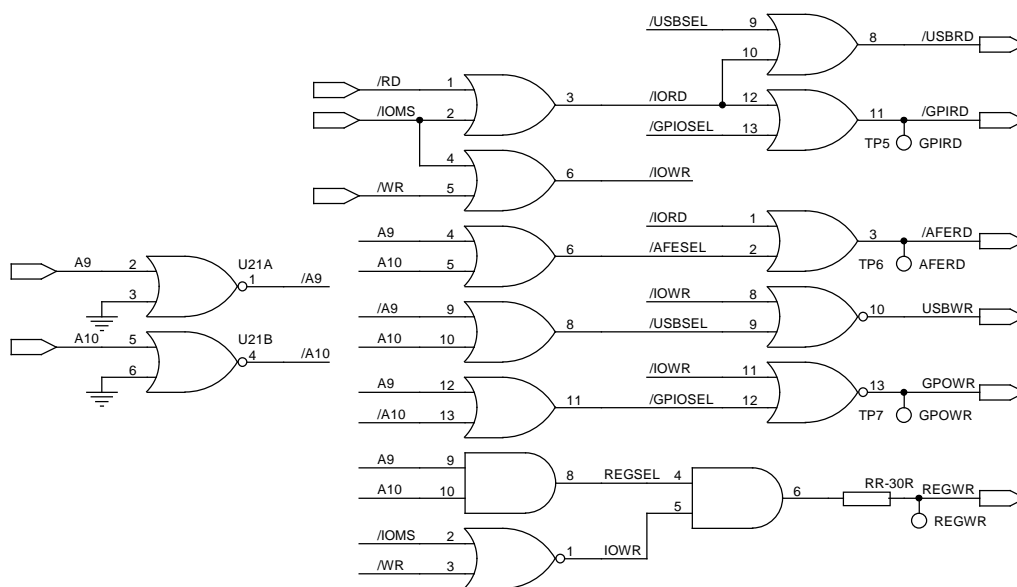 /USBSEL 9 8 /USBRD
10
/RD 1 3 /IORD 12 11 /GPIRD
/IOMS 2 /GPIOSEL 13 TP5 GPIRD
4 6 /IOWR
/WR 5
/IORD 1 3 /AFERD
A9 4 6 /AFESEL 2 TP6 AFERD
A10 5
A9 2 U21A 1 /A9
3
/IOWR 8 10 USBWR
/A9 9 8 /USBSEL 9
A10 10
A10 5 U21B 4 /A10
6
/IOWR 11 13 GPOWR
A9 12 11 /GPIOSEL 12 TP7 GPOWR
/A10 13
A9 9 8 REGSEL 4 6 RR-30R REGWR
A10 10 5 REGWR
/IOMS 2 1 IOWR
/WR 3